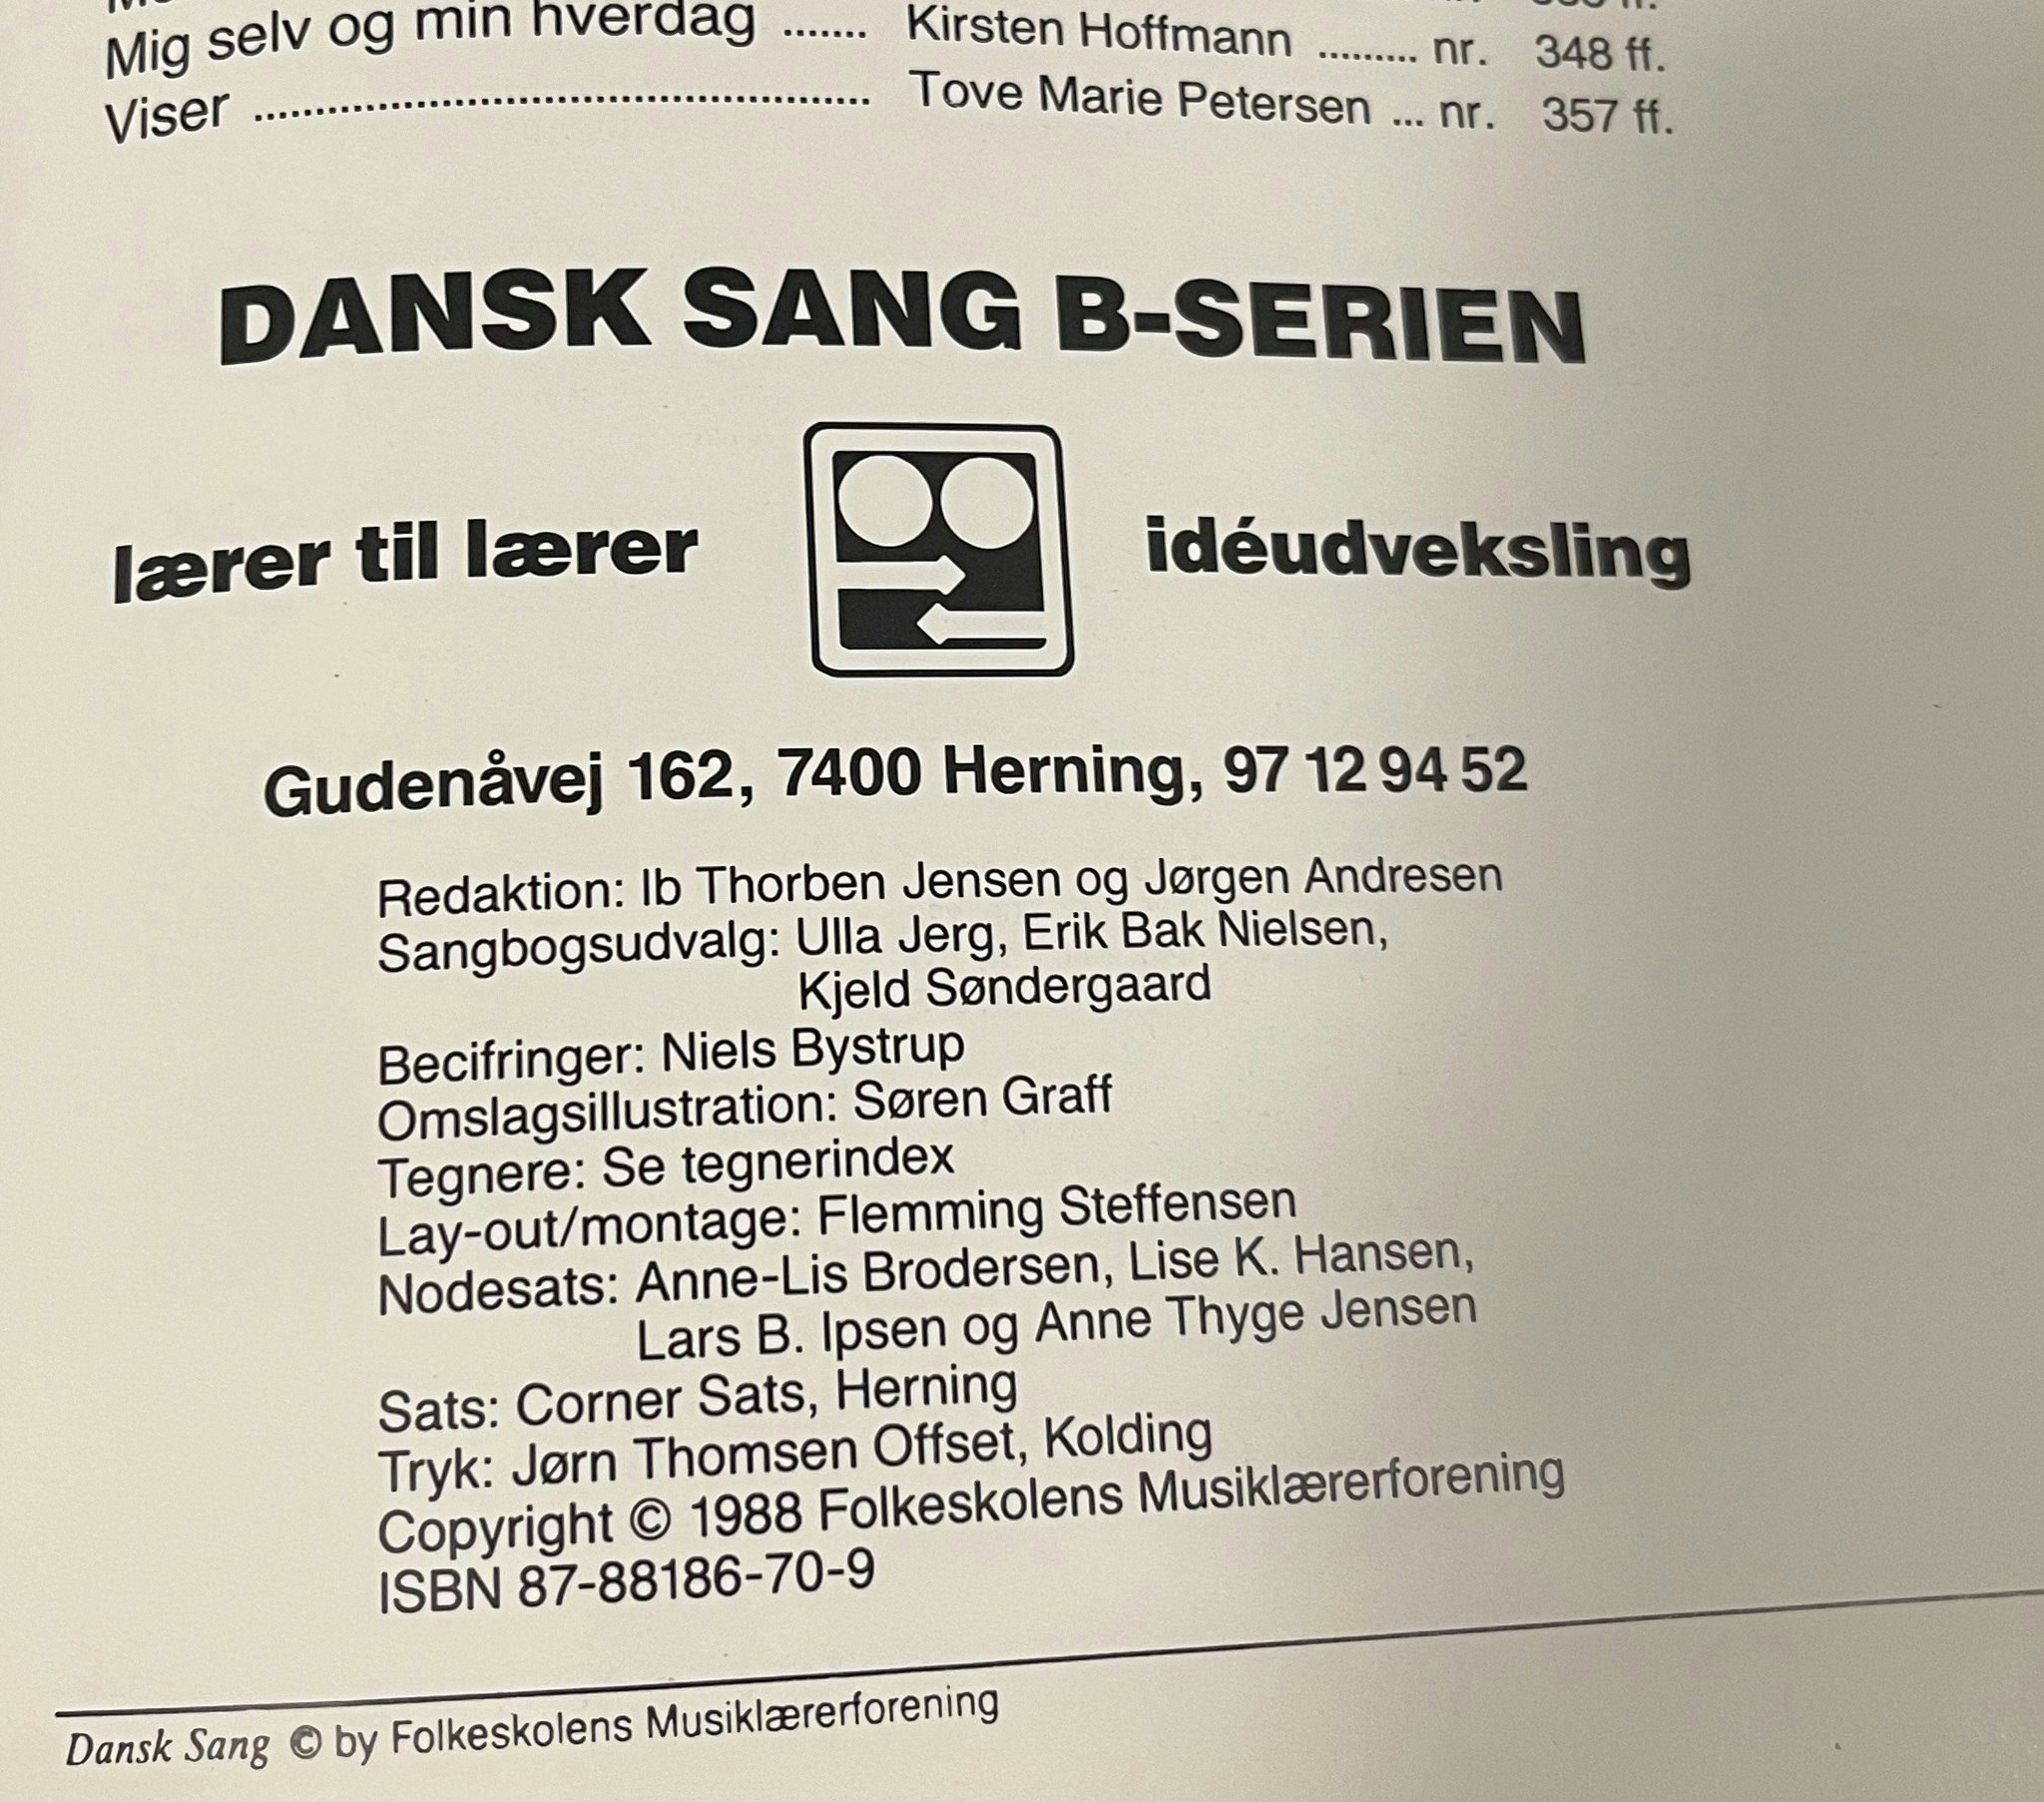 Mig selv og min hverdag ....... Kirsten Hoffmann ......... nr. 348 ff.
Viser ................................................. Tove Marie Petersen ... nr. 357 ff.
DANSK SANG B-SERIEN
lærer til lærer idéudveksling
Gudenåvej 162, 7400 Herning, 97 12 94 52
Redaktion: Ib Thorben Jensen og Jørgen Andresen
Sangbogsudvalg: Ulla Jerg, Erik Bak Nielsen,
Kjeld Søndergaard
Becifringer: Niels Bystrup
Omslagsillustration: Søren Graff
Tegnere: Se tegnerindex
Lay-out/montage: Flemming Steffensen
Nodesats: Anne-Lis Brodersen, Lise K. Hansen,
Lars B. Ipsen og Anne Thyge Jensen
Sats: Corner Sats, Herning
Tryk: Jørn Thomsen Offset, Kolding
Copyright © 1988 Folkeskolens Musiklærerforening
ISBN 87-88186-70-9
Dansk Sang © by Folkeskolens Musiklærerforening